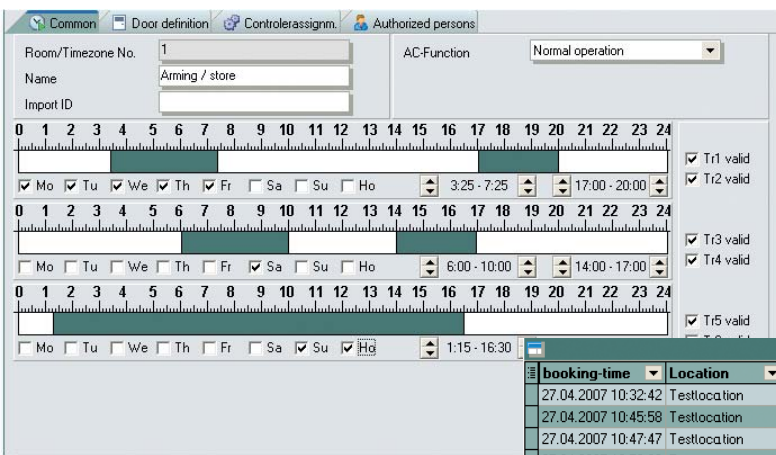 Common Door definition Controlerassignm. Authorized persons
Room/Timezone No. 1 AC-Function Normal operation
Name Arming / store
Import ID
0 1 2 3 4 5 6 7 8 9 10 11 12 13 14 15 16 17 18 19 20 21 22 23 24
Tr1 valid
Mo Tu We Th Fr Sa Su Ho 3:25 - 7:25 17:00 - 20:00 Tr2 valid
0 1 2 3 4 5 6 7 8 9 10 11 12 13 14 15 16 17 18 19 20 21 22 23 24
Tr3 valid
Mo Tu We Th Fr Sa Su Ho 6:00 - 10:00 14:00 - 17:00 Tr4 valid
0 1 2 3 4 5 6 7 8 9 10 11 12 13 14 15 16 17 18 19 20 21 22 23 24
Tr5 valid
Mo Tu We Th Fr Sa Su Ho 1:15 - 16:30
booking-time Location
27.04.2007 10:32:42 Testlocation
27.04.2007 10:45:58 Testlocation
27.04.2007 10:47:47 Testlocation